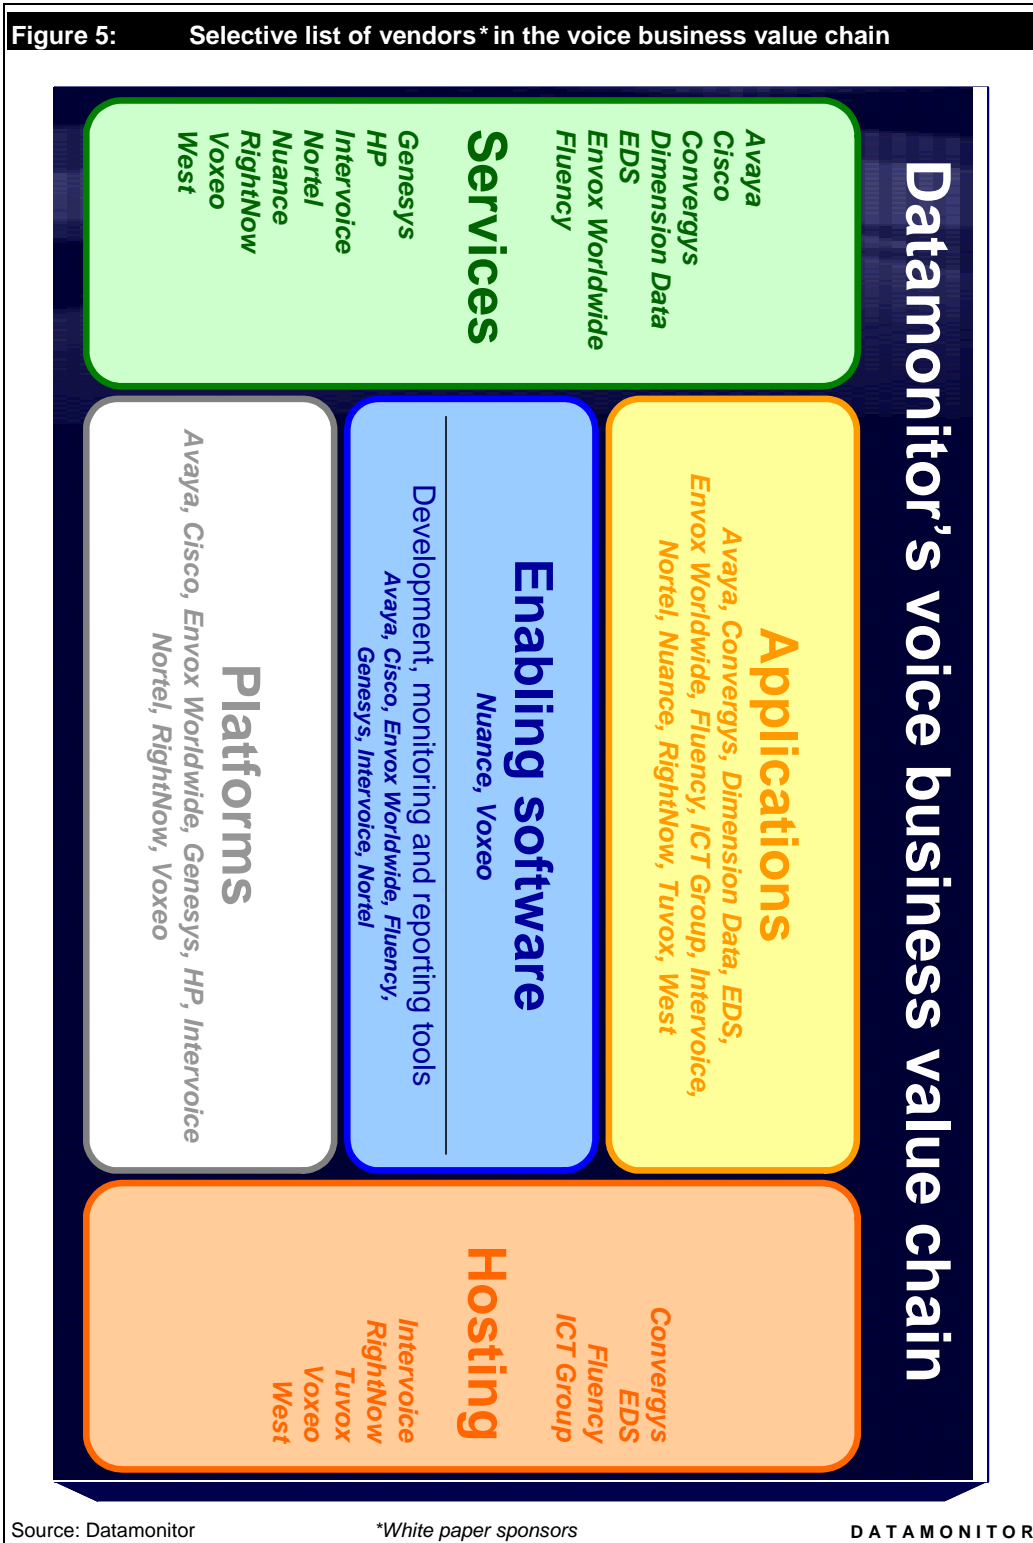 Figure 5: Selective list of vendors* in the voice business value chain
Datamonitor's voice business value chain
Avaya
Cisco
Convergys
Dimension Data
EDS
Envox Worldwide
Fluency
Services
Genesys
HP
Intervoice
Nortel
Nuance
RightNow
Voxeo
West
Applications
Avaya, Convergys, Dimension Data, EDS,
Envox Worldwide, Fluency, ICT Group, Intervoice,
Nortel, Nuance, RightNow, Tuvox, West
Enabling software
Nuance, Voxeo
Development, monitoring and reporting tools
Avaya, Cisco, Envox Worldwide, Fluency,
Genesys, Intervoice, Nortel
Platforms
Avaya, Cisco, Envox Worldwide, Genesys, HP, Intervoice
Nortel, RightNow, Voxeo
Convergys
EDS
Fluency
ICT Group
Hosting
Intervoice
RightNow
Tuvox
Voxeo
West
Source: Datamonitor
*White paper sponsors
DATAMONITOR